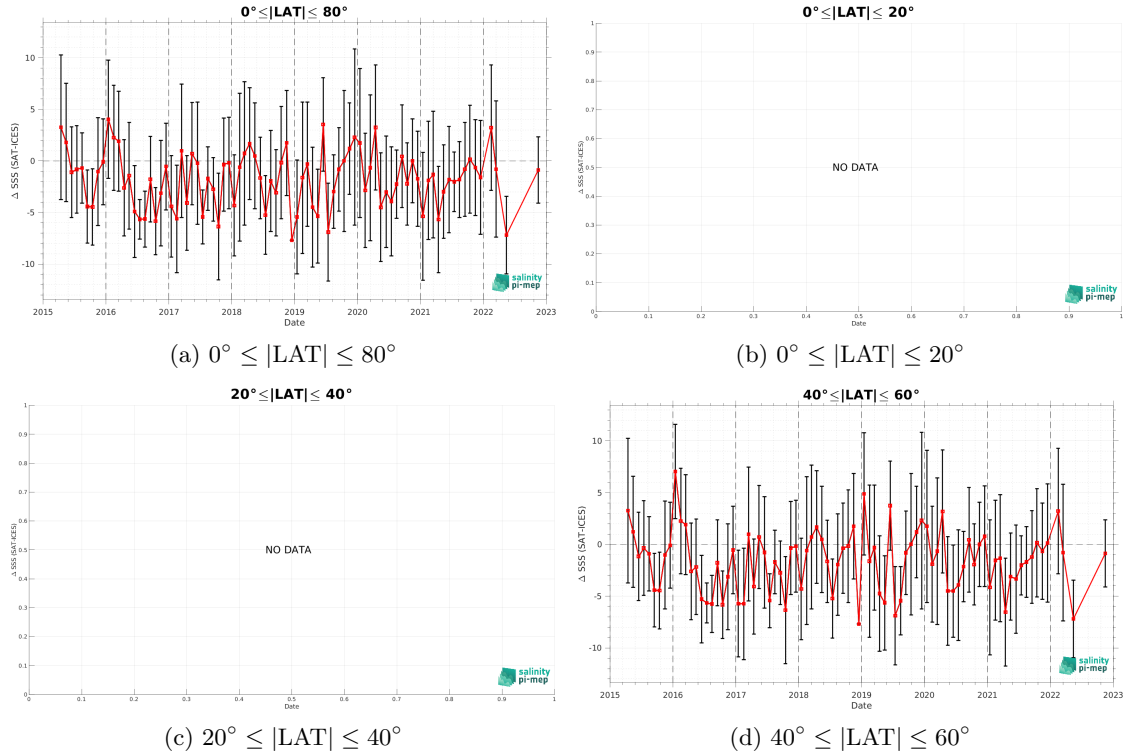 0°≤|LAT|≤ 80°
Δ SSS (SAT-ICES)
10
5
0
-5
-10
2015 2016 2017 2018 2019 2020 2021 2022 2023
Date
salinity
pi-mep
(a) 0° ≤ |LAT| ≤ 80°
0°≤|LAT|≤ 20°
Δ SSS (SAT-ICES)
1
0.9
0.8
0.7
0.6
0.5
0.4
0.3
0.2
0.1
0
NO DATA
0 0.1 0.2 0.3 0.4 0.5 0.6 0.7 0.8 0.9 1
Date
salinity
pi-mep
(b) 0° ≤ |LAT| ≤ 20°
20°≤|LAT|≤ 40°
Δ SSS (SAT-ICES)
1
0.9
0.8
0.7
0.6
0.5
0.4
0.3
0.2
0.1
0
NO DATA
0 0.1 0.2 0.3 0.4 0.5 0.6 0.7 0.8 0.9 1
Date
salinity
pi-mep
(c) 20° ≤ |LAT| ≤ 40°
40°≤|LAT|≤ 60°
Δ SSS (SAT-ICES)
10
5
0
-5
-10
2015 2016 2017 2018 2019 2020 2021 2022 2023
Date
salinity
pi-mep
(d) 40° ≤ |LAT| ≤ 60°